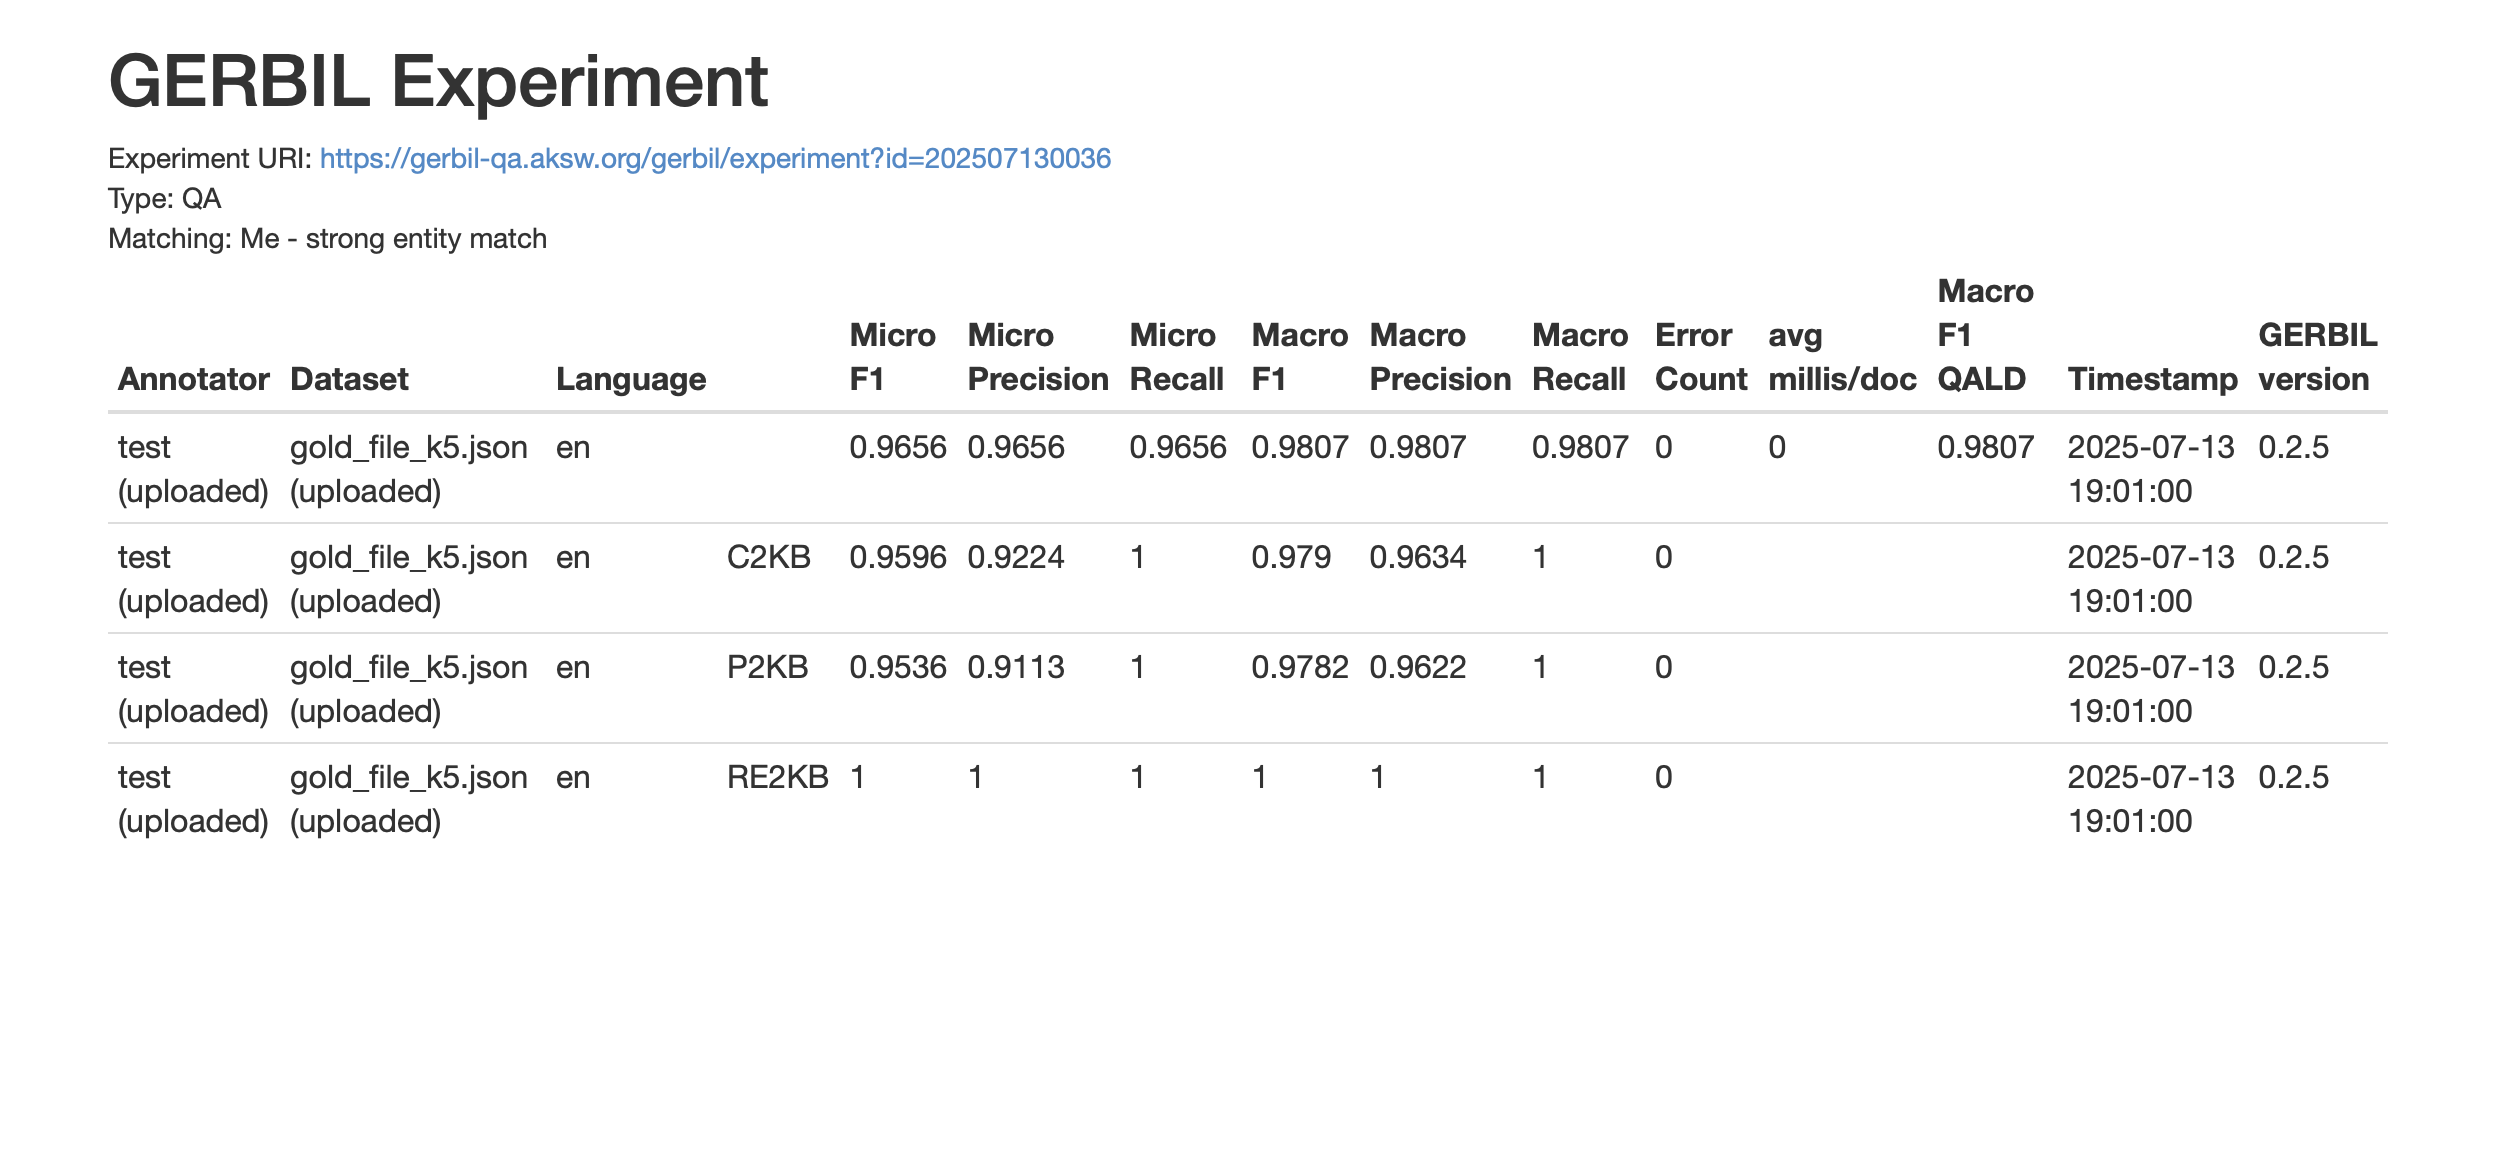 GERBIL Experiment
Experiment URI: https://gerbil-qa.aksw.org/gerbil/experiment?id=202507130036
Type: QA
Matching: Me - strong entity match
Macro
Micro Micro Micro Macro Macro Macro Error avg F1 GERBIL
Annotator Dataset Language F1 Precision Recall F1 Precision Recall Count millis/doc QALD Timestamp version
test gold_file_k5.json en 0.9656 0.9656 0.9656 0.9807 0.9807 0.9807 0 0 0.9807 2025-07-13 0.2.5
(uploaded) (uploaded) 19:01:00
test gold_file_k5.json en C2KB 0.9596 0.9224 1 0.979 0.9634 1 0 2025-07-13 0.2.5
(uploaded) (uploaded) 19:01:00
test gold_file_k5.json en P2KB 0.9536 0.9113 1 0.9782 0.9622 1 0 2025-07-13 0.2.5
(uploaded) (uploaded) 19:01:00
test gold_file_k5.json en RE2KB 1 1 1 1 1 1 0 2025-07-13 0.2.5
(uploaded) (uploaded) 19:01:00